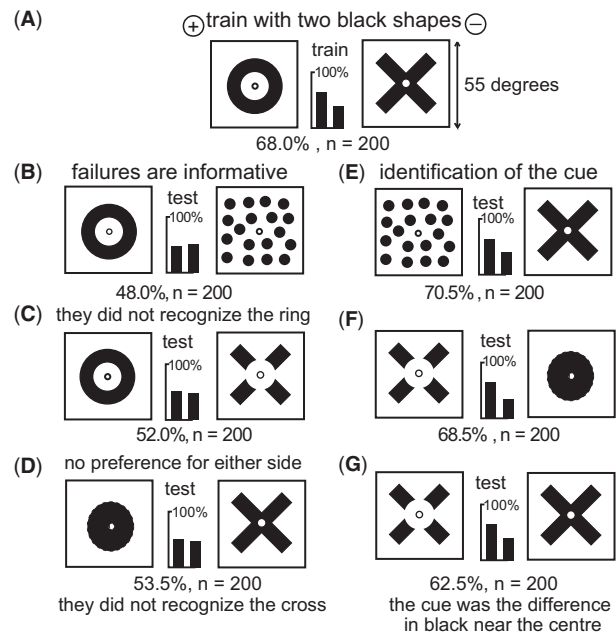 (A) + train with two black shapes −
train
100%
55 degrees
68.0% , n = 200
(B) failures are informative
test
100%
48.0%, n = 200
they did not recognize the ring
(C) test
100%
52.0%, n = 200
(D) no preference for either side
test
100%
53.5%, n = 200
they did not recognize the cross
(E) identification of the cue
test
100%
70.5%, n = 200
(F) test
100%
68.5% , n = 200
(G) test
100%
62.5%, n = 200
the cue was the difference
in black near the centre